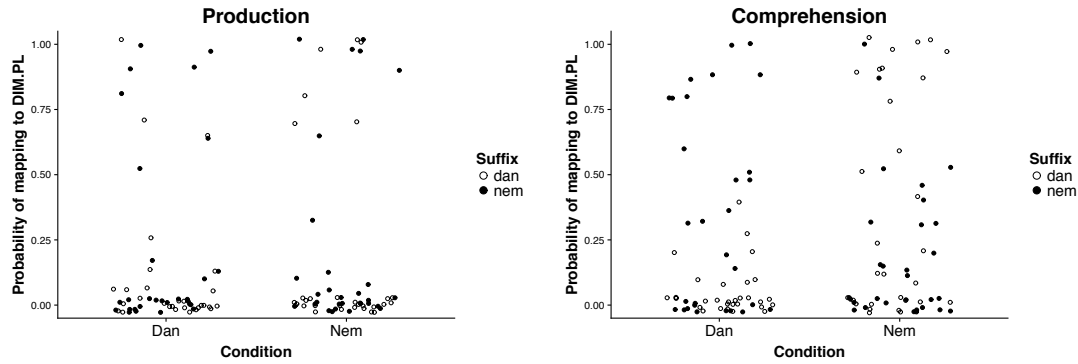 Production
Probability of mapping to DIM.PL
1.00
0.75
0.50
0.25
0.00
Dan
Nem
Condition
Suffix
dan
nem
Comprehension
Probability of mapping to DIM.PL
1.00
0.75
0.50
0.25
0.00
Dan
Nem
Condition
Suffix
dan
nem